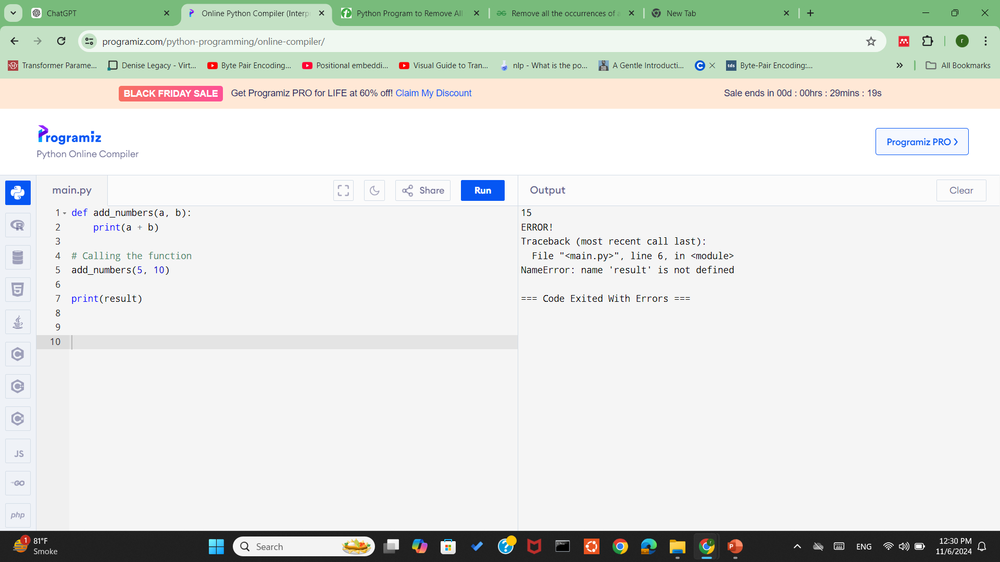 ChatGPT
Online Python Compiler (Interp
Python Program to Remove All
Remove all the occurrences of a
New Tab
programiz.com/python-programming/online-compiler/
r
NMT Transformer Parame...
Denise Legacy - Virt...
Byte Pair Encoding...
Positional embeddi...
Visual Guide to Tran...
nlp - What is the po...
A Gentle Introducti...
C
tds Byte-Pair Encoding:...
All Bookmarks
BLACK FRIDAY SALE Get Programiz PRO for LIFE at 60% off! Claim My Discount
Sale ends in 00d : 00hrs : 29mins : 19s
Programiz
Python Online Compiler
Programiz PRO
main.py
Share
Run
Output
Clear
1 def add_numbers(a, b):
2 print(a + b)
3
4 # Calling the function
5 add_numbers(5, 10)
6
7 print(result)
8
9
10
15
ERROR!
Traceback (most recent call last):
File "<main.py>", line 6, in <module>
NameError: name 'result' is not defined
=== Code Exited With Errors ===
R
5
C
C
C
JS
GO
php
1
81°F
Smoke
Search
r
P
ENG
12:30 PM
11/6/2024